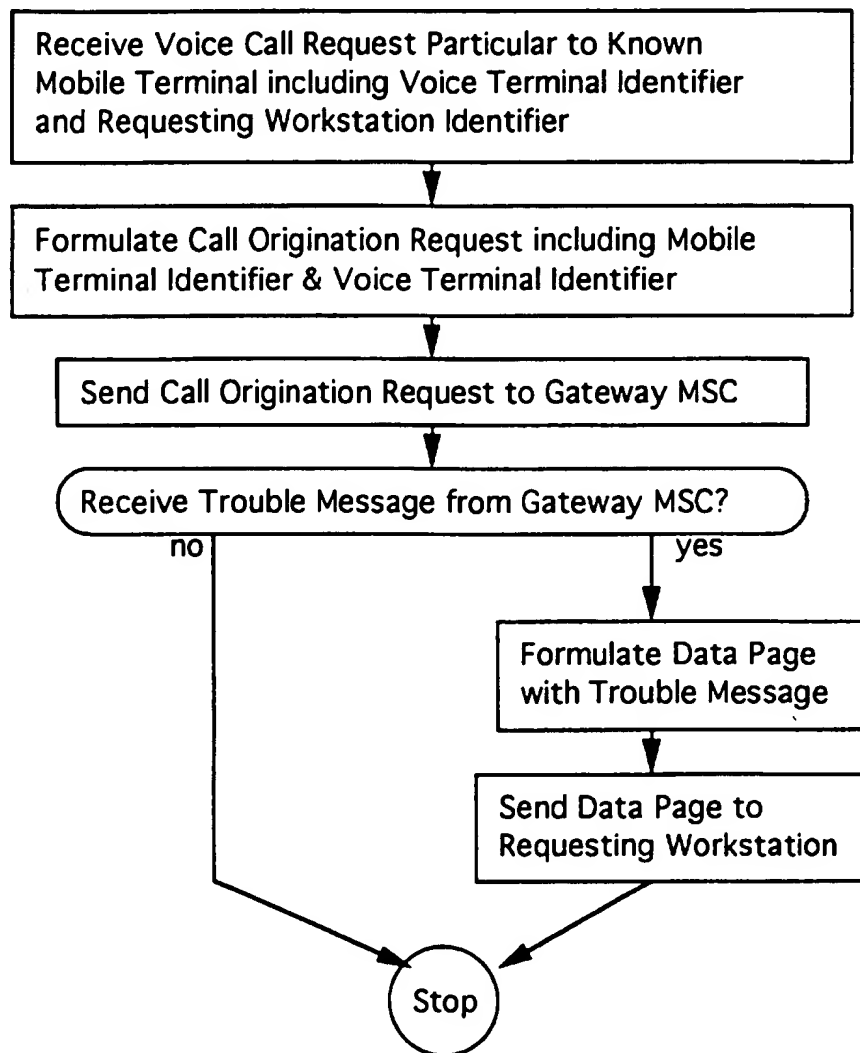 Receive Voice Call Request Particular to Known
Mobile Terminal including Voice Terminal Identifier
and Requesting Workstation Identifier
Formulate Call Origination Request including Mobile
Terminal Identifier & Voice Terminal Identifier
Send Call Origination Request to Gateway MSC
Receive Trouble Message from Gateway MSC?
no
yes
Formulate Data Page
with Trouble Message
Send Data Page to
Requesting Workstation
Stop